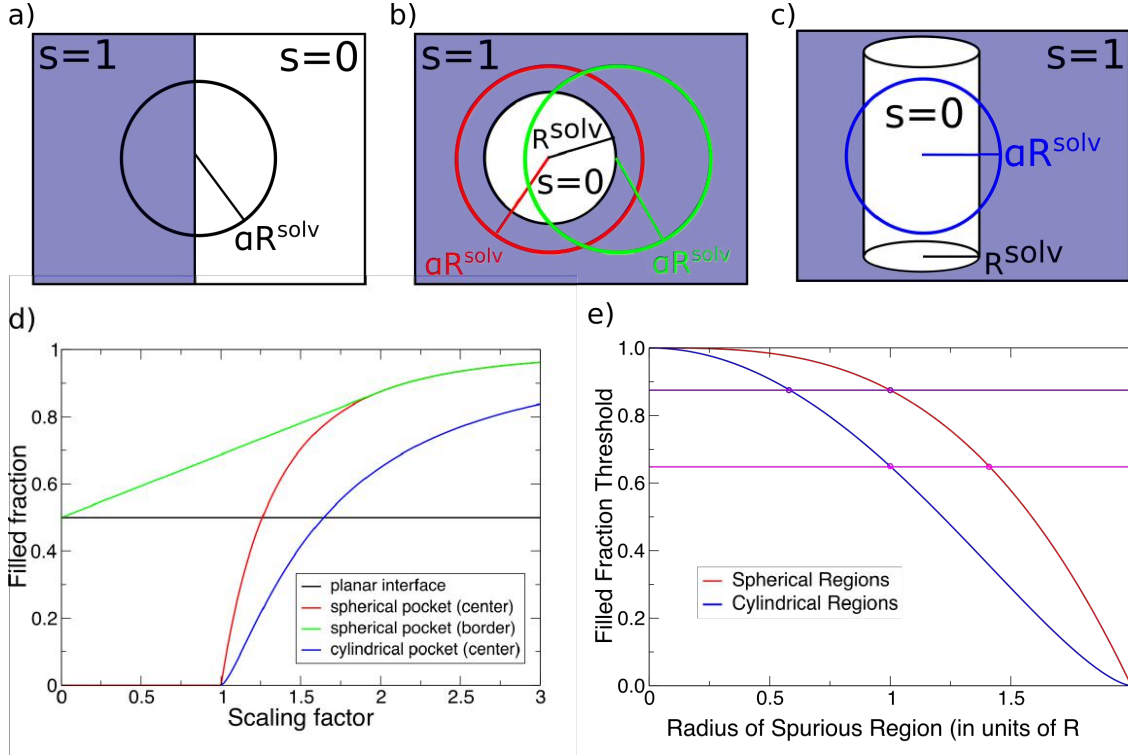 a)
s=1
s=0
αR^solv
b)
s=1
R^solv
s=0
αR^solv
αR^solv
c)
s=1
s=0
αR^solv
R^solv
d)
1
0.8
0.6
0.4
0.2
0
Filled fraction
planar interface
spherical pocket (center)
spherical pocket (border)
cylindrical pocket (center)
0 0.5 1 1.5 2 2.5 3
Scaling factor
e)
1.0
0.8
0.6
0.4
0.2
0.0
Filled Fraction Threshold
Spherical Regions
Cylindrical Regions
0 0.5 1 1.5
Radius of Spurious Region (in units of R